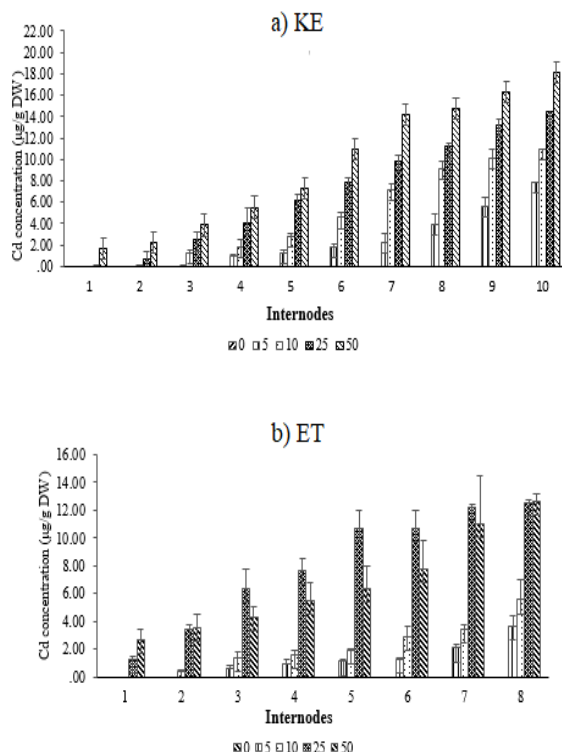 a) KE
Cd concentration (µg/g DW)
22.00
20.00
18.00
16.00
14.00
12.00
10.00
8.00
6.00
4.00
2.00
.00
1 2 3 4 5 6 7 8 9 10
Internodes
0 5 10 25 50
b) ET
Cd concentration (µg/g DW)
16.00
14.00
12.00
10.00
8.00
6.00
4.00
2.00
.00
1 2 3 4 5 6 7 8
Internodes
0 5 10 25 50